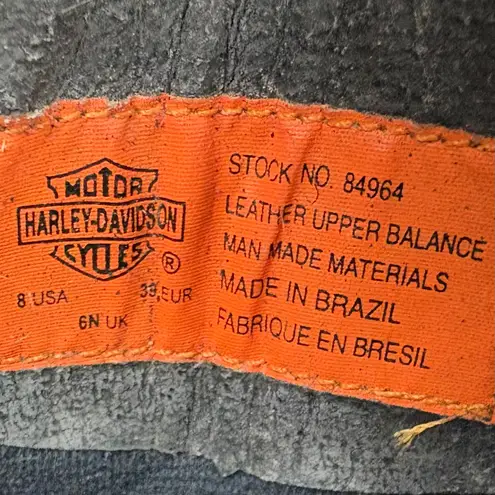 MOTOR
HARLEY-DAVIDSON
CYCLES
®
8 USA 39 EUR
6N UK
STOCK NO. 84964
LEATHER UPPER BALANCE
MAN MADE MATERIALS
MADE IN BRAZIL
FABRIQUE EN BRESIL